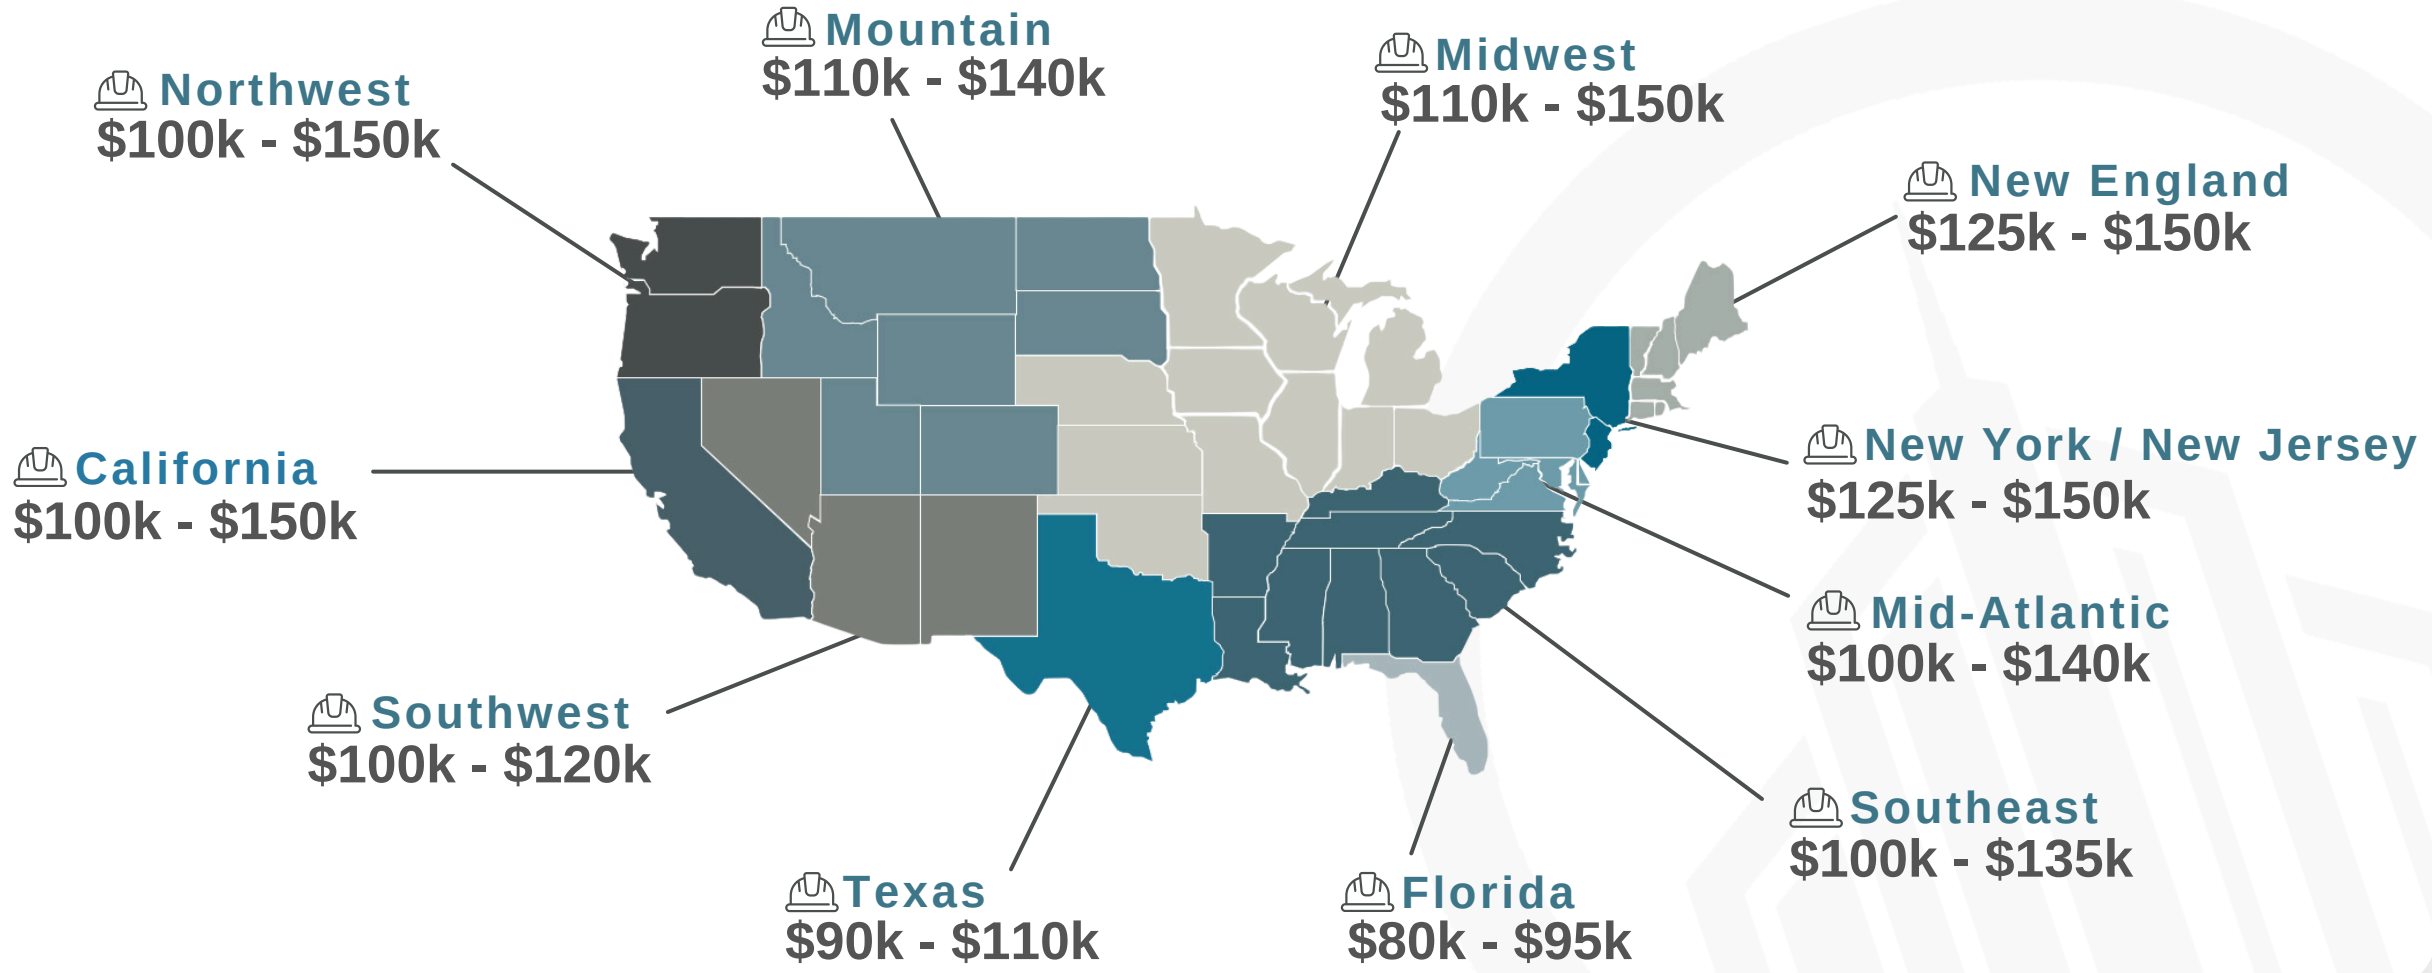 Mountain
$110k - $140k
Midwest
$110k - $150k
Northwest
$100k - $150k
New England
$125k - $150k
California
$100k - $150k
New York / New Jersey
$125k - $150k
Mid-Atlantic
$100k - $140k
Southwest
$100k - $120k
Southeast
$100k - $135k
Texas
$90k - $110k
Florida
$80k - $95k